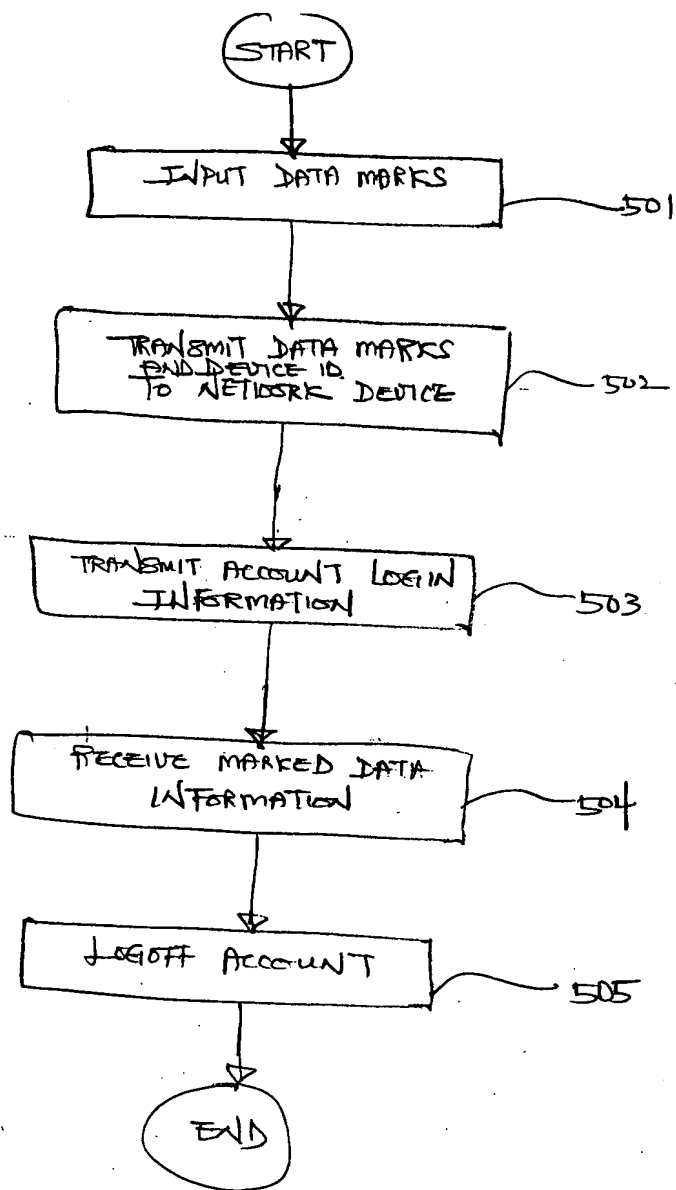 START
INPUT DATA MARKS
501
TRANSMIT DATA MARKS
AND DEVICE ID
TO NETWORK DEVICE
502
TRANSMIT ACCOUNT LOGIN
INFORMATION
503
RECEIVE MARKED DATA
INFORMATION
504
LOGOFF ACCOUNT
505
END